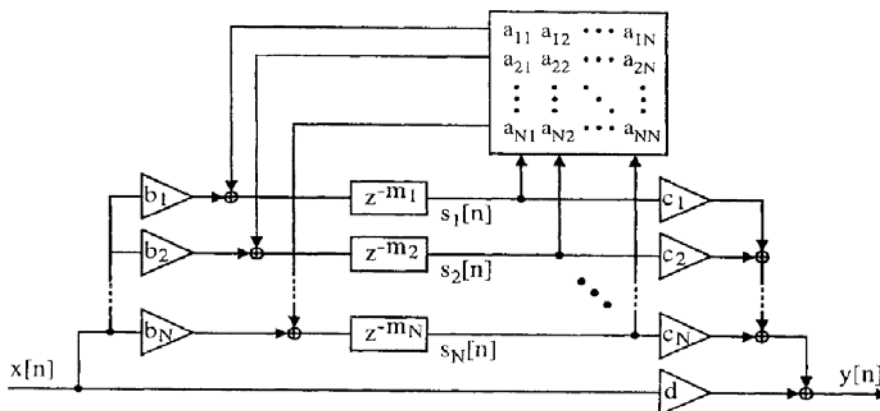 a₁₁ a₁₂ ••• a₁N
a₂₁ a₂₂ ••• a₂N
aN₁ aN₂ ••• aNN
b₁ z⁻ᵐ¹ s₁[n] c₁
b₂ z⁻ᵐ² s₂[n] c₂
bN z⁻ᵐN sN[n] cN
x[n] d y[n]